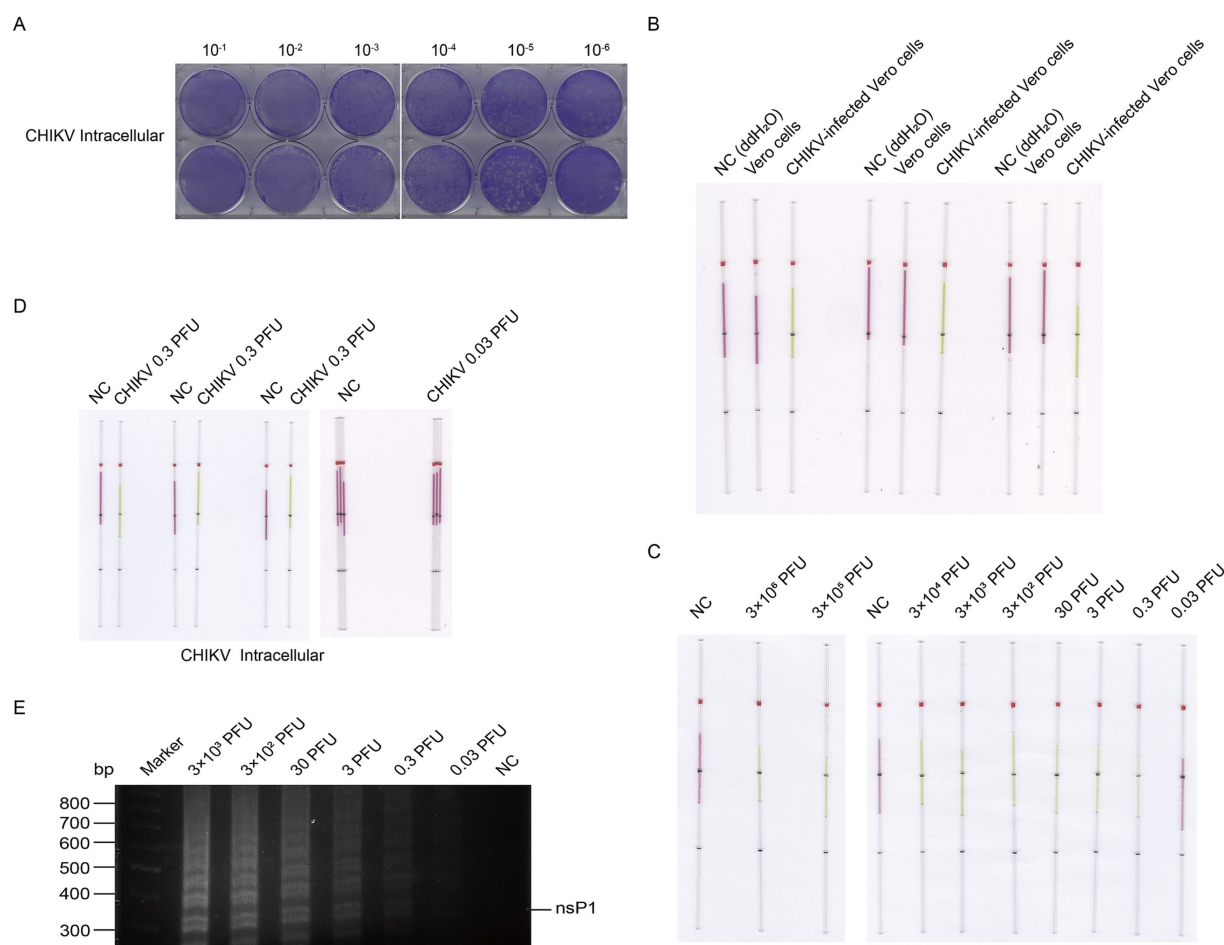 A
10-1 10-2 10-3 10-4 10-5 10-6
CHIKV Intracellular
B
NC (ddH₂O)
Vero cells
CHIKV-infected Vero cells
NC (ddH₂O)
Vero cells
CHIKV-infected Vero cells
NC (ddH₂O)
Vero cells
CHIKV-infected Vero cells
D
NC
CHIKV 0.3 PFU
NC
CHIKV 0.3 PFU
NC
CHIKV 0.3 PFU
NC
CHIKV 0.03 PFU
CHIKV Intracellular
C
NC
3×10⁶ PFU
3×10⁵ PFU
NC
3×10⁴ PFU
3×10³ PFU
3×10² PFU
30 PFU
3 PFU
0.3 PFU
0.03 PFU
E
bp
Marker
3×10³ PFU
3×10² PFU
30 PFU
3 PFU
0.3 PFU
0.03 PFU
NC
800
700
600
500
400
300
nsP1